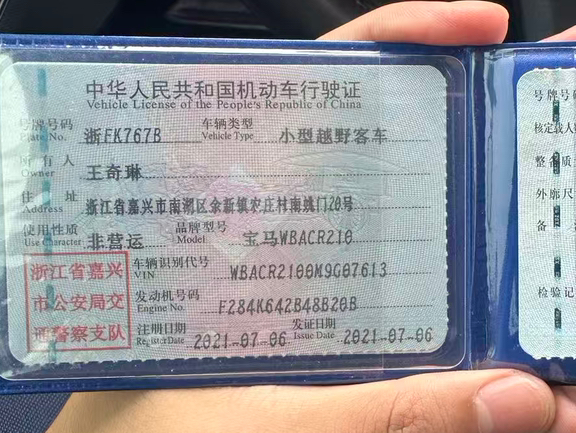 中华人民共和国机动车行驶证
Vehicle License of the People's Republic of China
号牌号码 浙FK767B 车辆类型 小型越野客车
Plate No. Vehicle Type
所有人 王奇琳
Owner
住址 浙江省嘉兴市南湖区余新镇农庄村南浅门20号
Address
使用性质 非营运 品牌型号 宝马WBACR210
Use Character Model
浙江省嘉兴
市公安局交
通警察支队
车辆识别代号 WBACR2100M9G07613
VIN
发动机号码 F284K642B48B20B
Engine No.
注册日期 2021-07-06 发证日期 2021-07-06
Register Date Issue Date
号牌号
核定载人
整
外廓尺
备
检验记